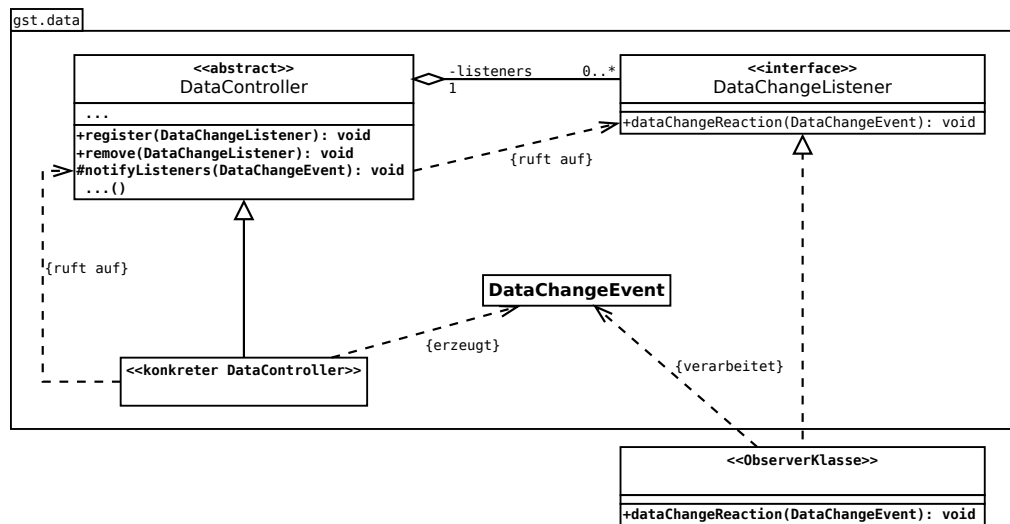 gst.data
<<abstract>>
DataController
...
+register(DataChangeListener): void
+remove(DataChangeListener): void
#notifyListeners(DataChangeEvent): void
...()
-listeners
0..*
1
<<interface>>
DataChangeListener
+dataChangeReaction(DataChangeEvent): void
{ruft auf}
{ruft auf}
DataChangeEvent
{erzeugt}
{verarbeitet}
<<konkreter DataController>>
<<ObserverKlasse>>
+dataChangeReaction(DataChangeEvent): void